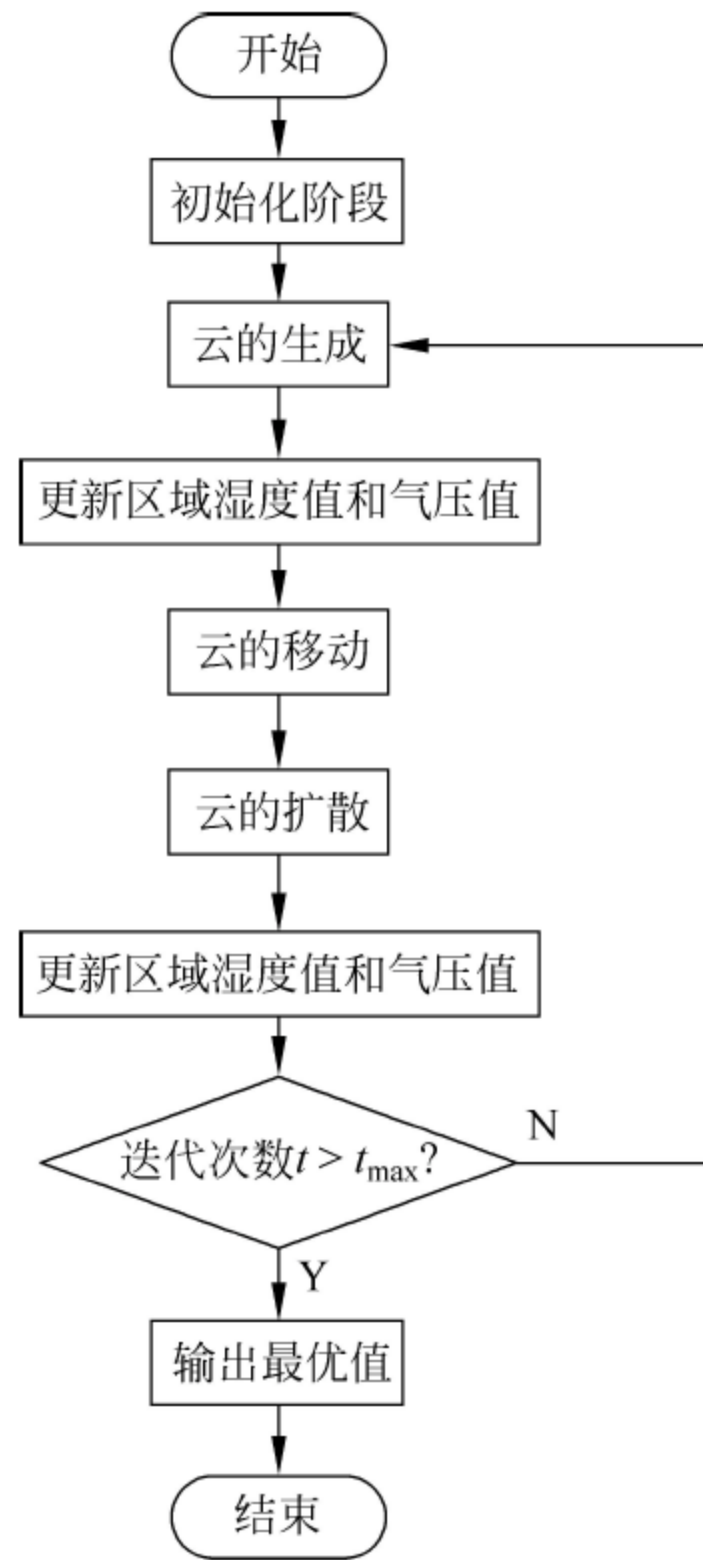 开始
初始化阶段
云的生成
更新区域湿度值和气压值
云的移动
云的扩散
更新区域湿度值和气压值
迭代次数t > tmax?
N
Y
输出最优值
结束